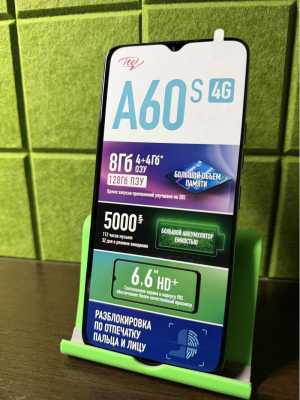 itel
A60s 4G
8Гб 4+4Гб*
ОЗУ
128Гб ПЗУ
БОЛЬШОЙ ОБЪЕМ
ПАМЯТИ
5000
БОЛЬШОЙ АККУМУЛЯТОР
ЕМКОСТЬЮ
6.6" HD+
РАЗБЛОКИРОВКА
ПО ОТПЕЧАТКУ
ПАЛЬЦА И ЛИЦУ